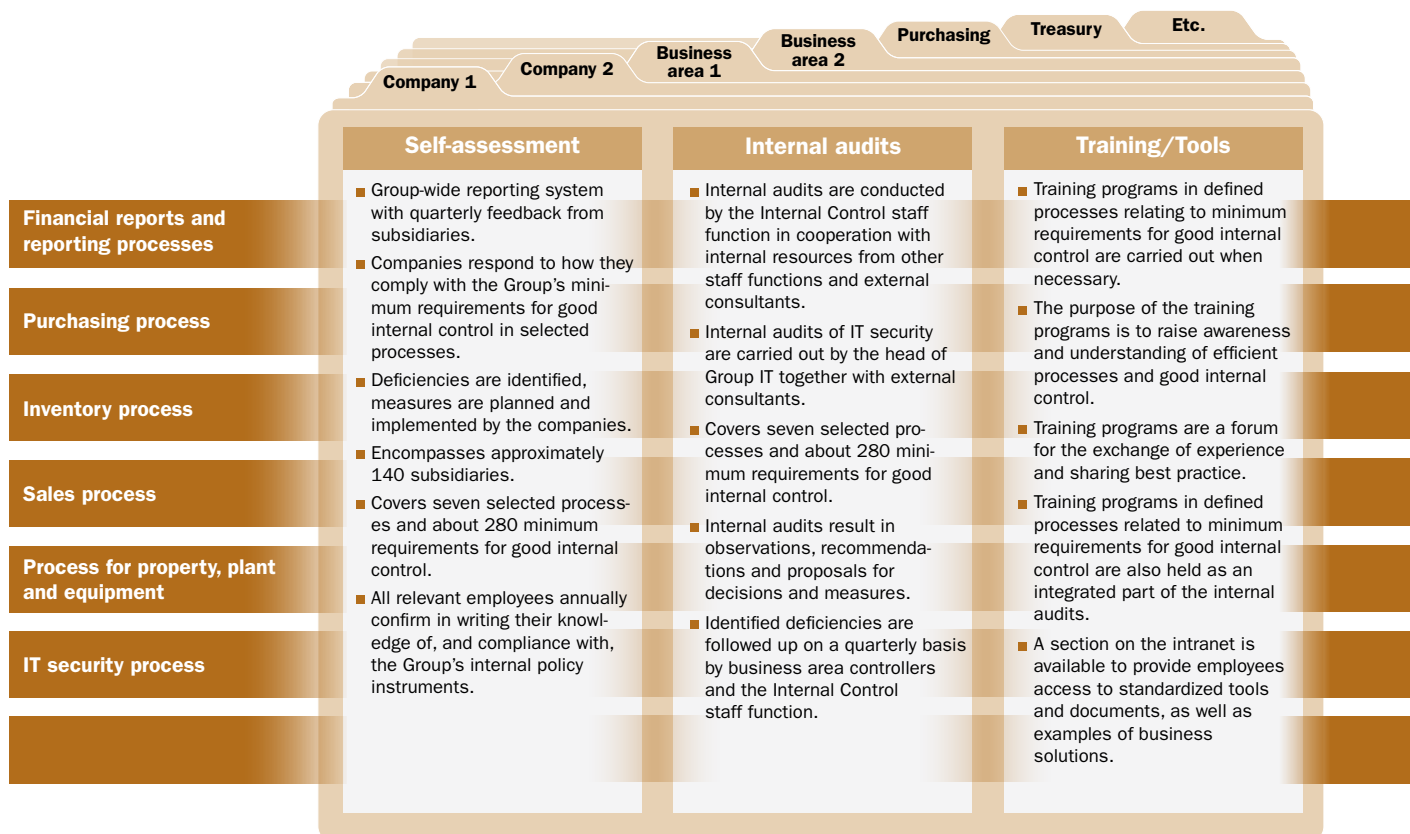 Company 1
Company 2
Business
area 1
Business
area 2
Purchasing
Treasury
Etc.
Financial reports and
reporting processes
Purchasing process
Inventory process
Sales process
Process for property, plant
and equipment
IT security process
Self-assessment
Group-wide reporting system
with quarterly feedback from
subsidiaries.
Companies respond to how they
comply with the Group’s mini-
mum requirements for good
internal control in selected
processes.
Deficiencies are identified,
measures are planned and
implemented by the companies.
Encompasses approximately
140 subsidiaries.
Covers seven selected process-
es and about 280 minimum
requirements for good internal
control.
All relevant employees annually
confirm in writing their knowl-
edge of, and compliance with,
the Group’s internal policy
instruments.
Internal audits
Internal audits are conducted
by the Internal Control staff
function in cooperation with
internal resources from other
staff functions and external
consultants.
Internal audits of IT security
are carried out by the head of
Group IT together with external
consultants.
Covers seven selected pro-
cesses and about 280 mini-
mum requirements for good
internal control.
Internal audits result in
observations, recommenda-
tions and proposals for
decisions and measures.
Identified deficiencies are
followed up on a quarterly basis
by business area controllers
and the Internal Control
staff function.
Training/Tools
Training programs in defined
processes relating to minimum
requirements for good internal
control are carried out when
necessary.
The purpose of the training
programs is to raise awareness
and understanding of efficient
processes and good internal
control.
Training programs are a forum
for the exchange of experience
and sharing best practice.
Training programs in defined
processes related to minimum
requirements for good internal
control are also held as an
integrated part of the internal
audits.
A section on the intranet is
available to provide employees
access to standardized tools
and documents, as well as
examples of business
solutions.